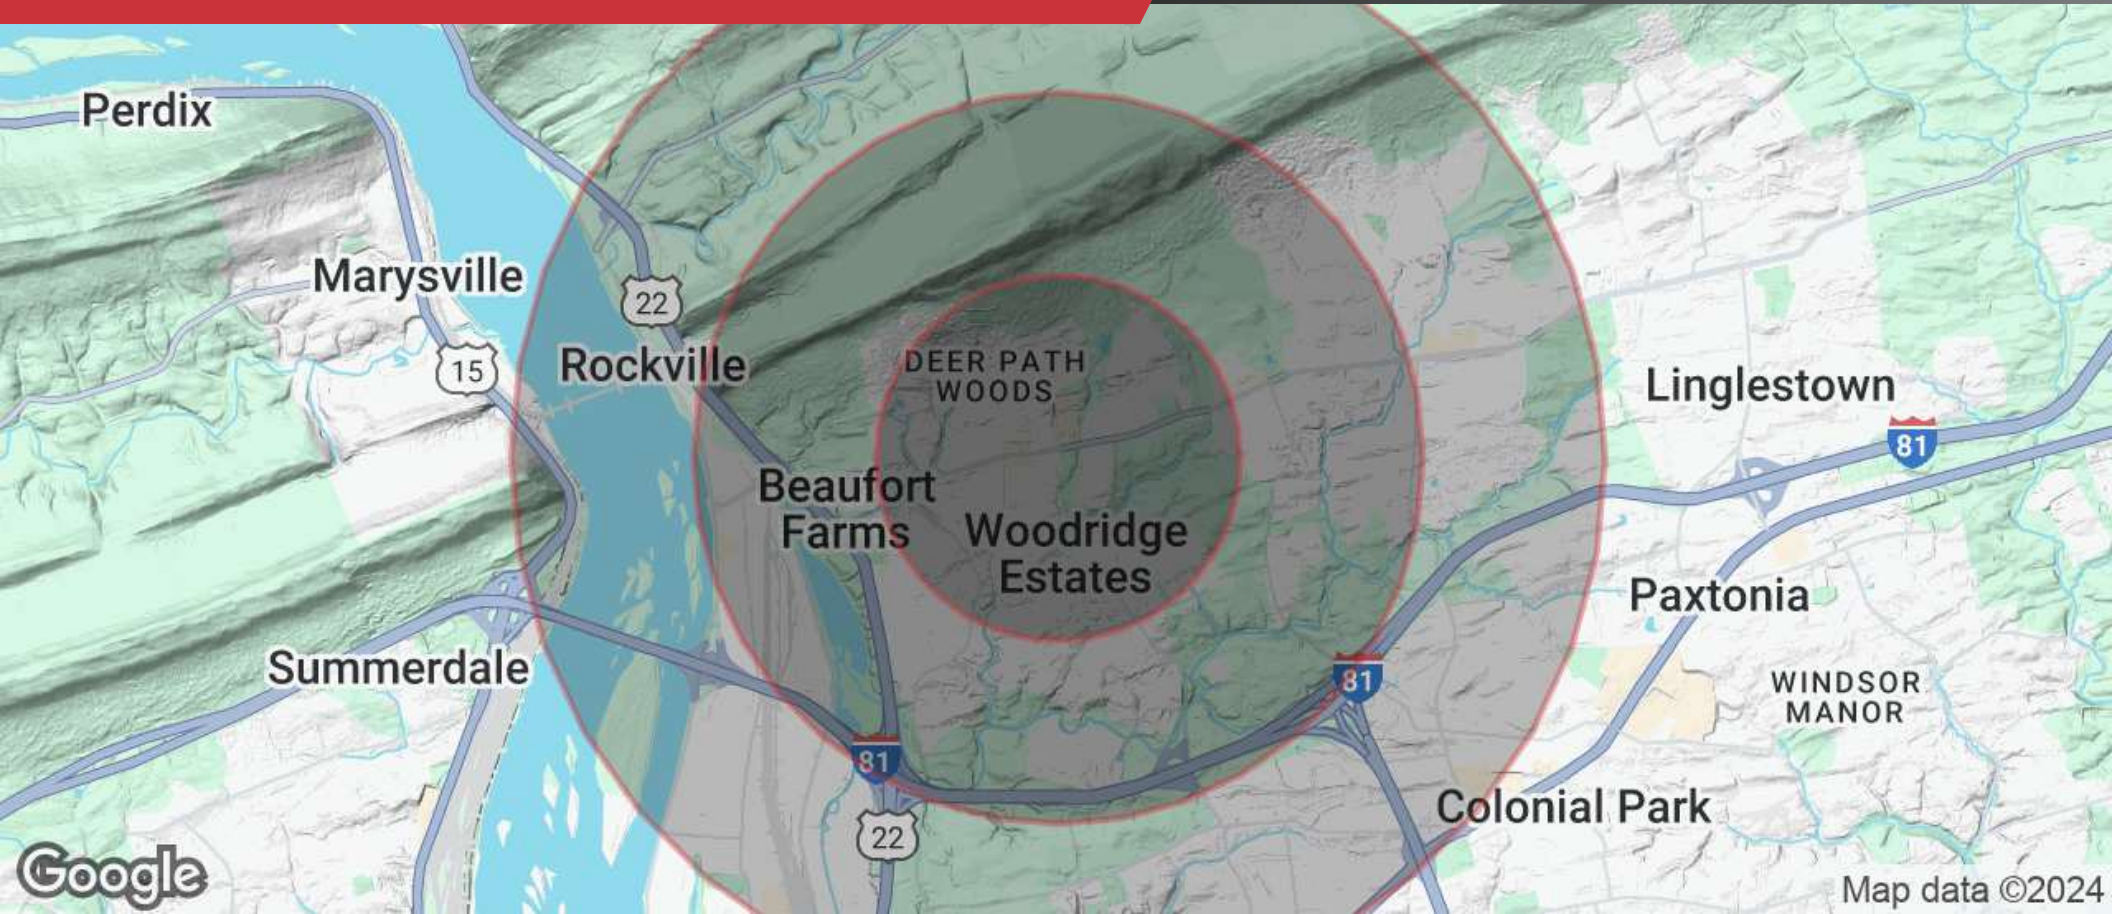 Perdix
Marysville
22
15
Rockville
DEER PATH
WOODS
Linglestown
81
Beaufort
Farms
Woodridge
Estates
Paxtonia
Summerdale
81
WINDSOR
MANOR
81
22
Colonial Park
Google
Map data ©2024